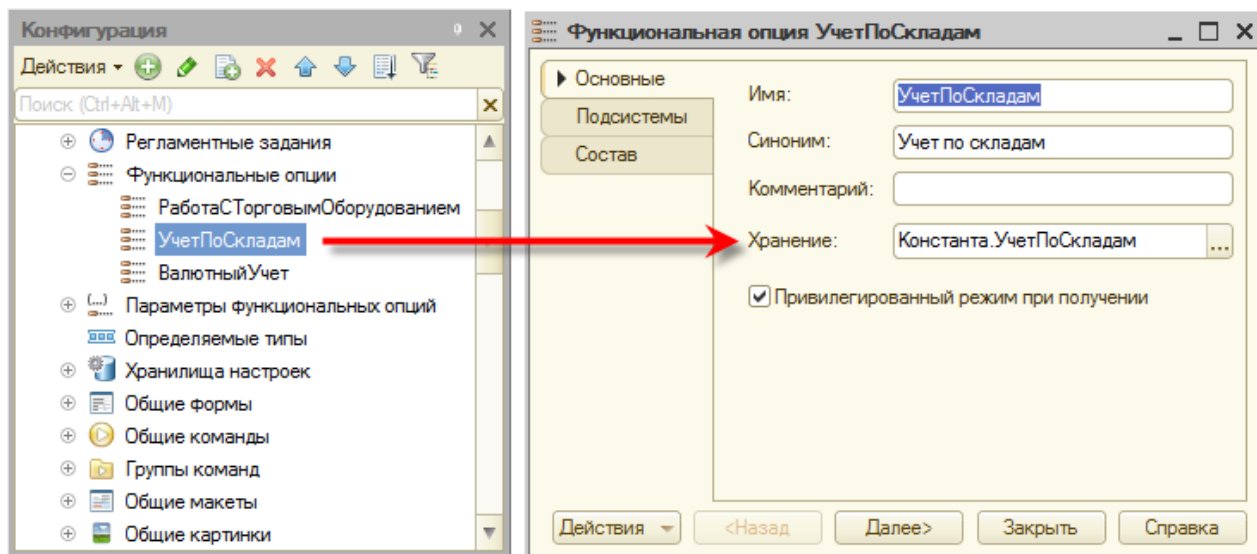 Конфигурация
Действия
Поиск (Ctrl+Alt+M)
Регламентные задания
Функциональные опции
РаботаСТорговымОборудованием
УчетПоСкладам
ВалютныйУчет
(...) Параметры функциональных опций
Определяемые типы
Хранилища настроек
Общие формы
Общие команды
Группы команд
Общие макеты
Общие картинки
Функциональная опция УчетПоСкладам
Основные
Подсистемы
Состав
Имя: УчетПоСкладам
Синоним: Учет по складам
Комментарий:
Хранение: Константа.УчетПоСкладам ...
Привилегированный режим при получении
Действия <Назад Далее> Закрыть Справка